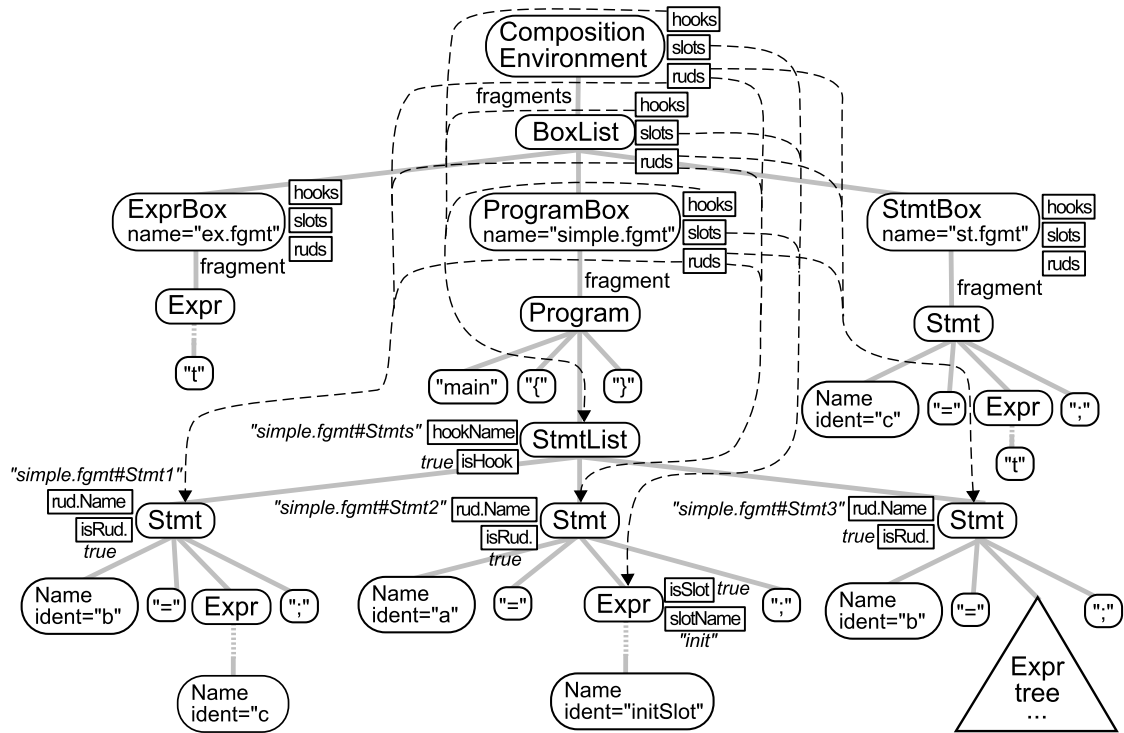 Composition
Environment
hooks
slots
ruds
fragments
hooks
BoxList
slots
ruds
ExprBox
name="ex.fgmt"
hooks
slots
ruds
ProgramBox
name="simple.fgmt"
hooks
slots
ruds
StmtBox
name="st.fgmt"
hooks
slots
ruds
fragment
fragment
fragment
Expr
Program
Stmt
"t"
"main"
"{"
"}"
Name
ident="c"
"="
Expr
";"
"t"
"simple.fgmt#Stmts"
hookName
StmtList
true
isHook
"simple.fgmt#Stmt1"
rud.Name
isRud.
true
Stmt
"simple.fgmt#Stmt2"
rud.Name
isRud.
true
Stmt
"simple.fgmt#Stmt3"
rud.Name
true
isRud.
Stmt
Name
ident="b"
"="
Expr
";"
Name
ident="a"
"="
Expr
isSlot
true
slotName
"init"
";"
Name
ident="b"
"="
";"
Name
ident="c
Name
ident="initSlot"
Expr
tree
...